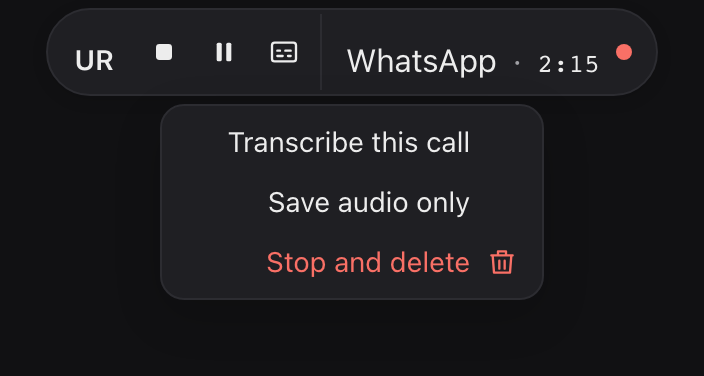 UR WhatsApp · 2:15
Transcribe this call
Save audio only
Stop and delete